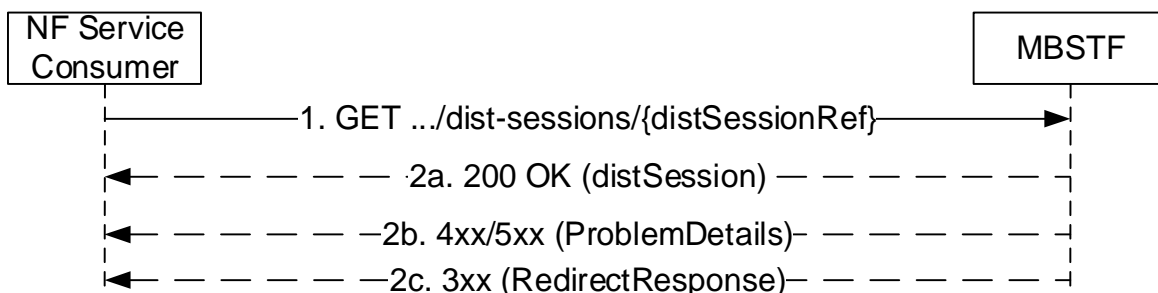 NF Service
Consumer
MBSTF
1. GET .../dist-sessions/{distSessionRef}
2a. 200 OK (distSession)
2b. 4xx/5xx (ProblemDetails)
2c. 3xx (RedirectResponse)